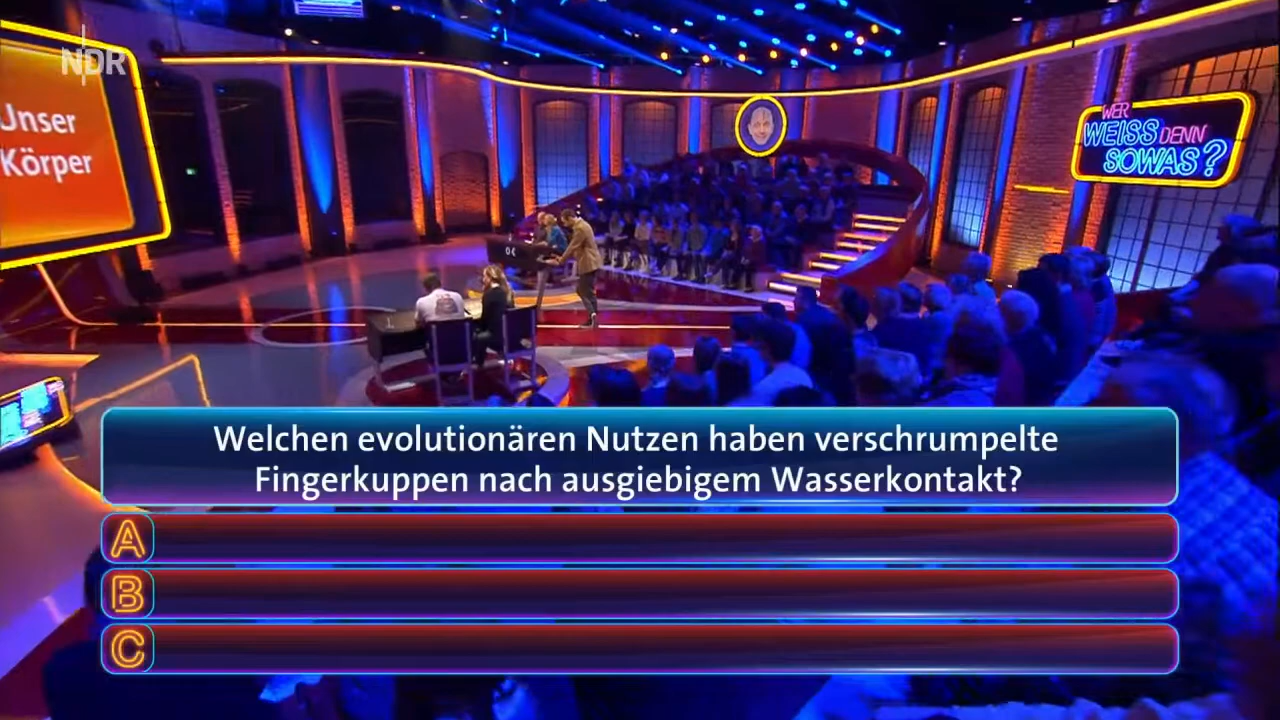 NDR
Unser
Körper
WER
WEISS DENN
SOWAS?
Welchen evolutionären Nutzen haben verschrumpelte
Fingerkuppen nach ausgiebigem Wasserkontakt?
A
B
C